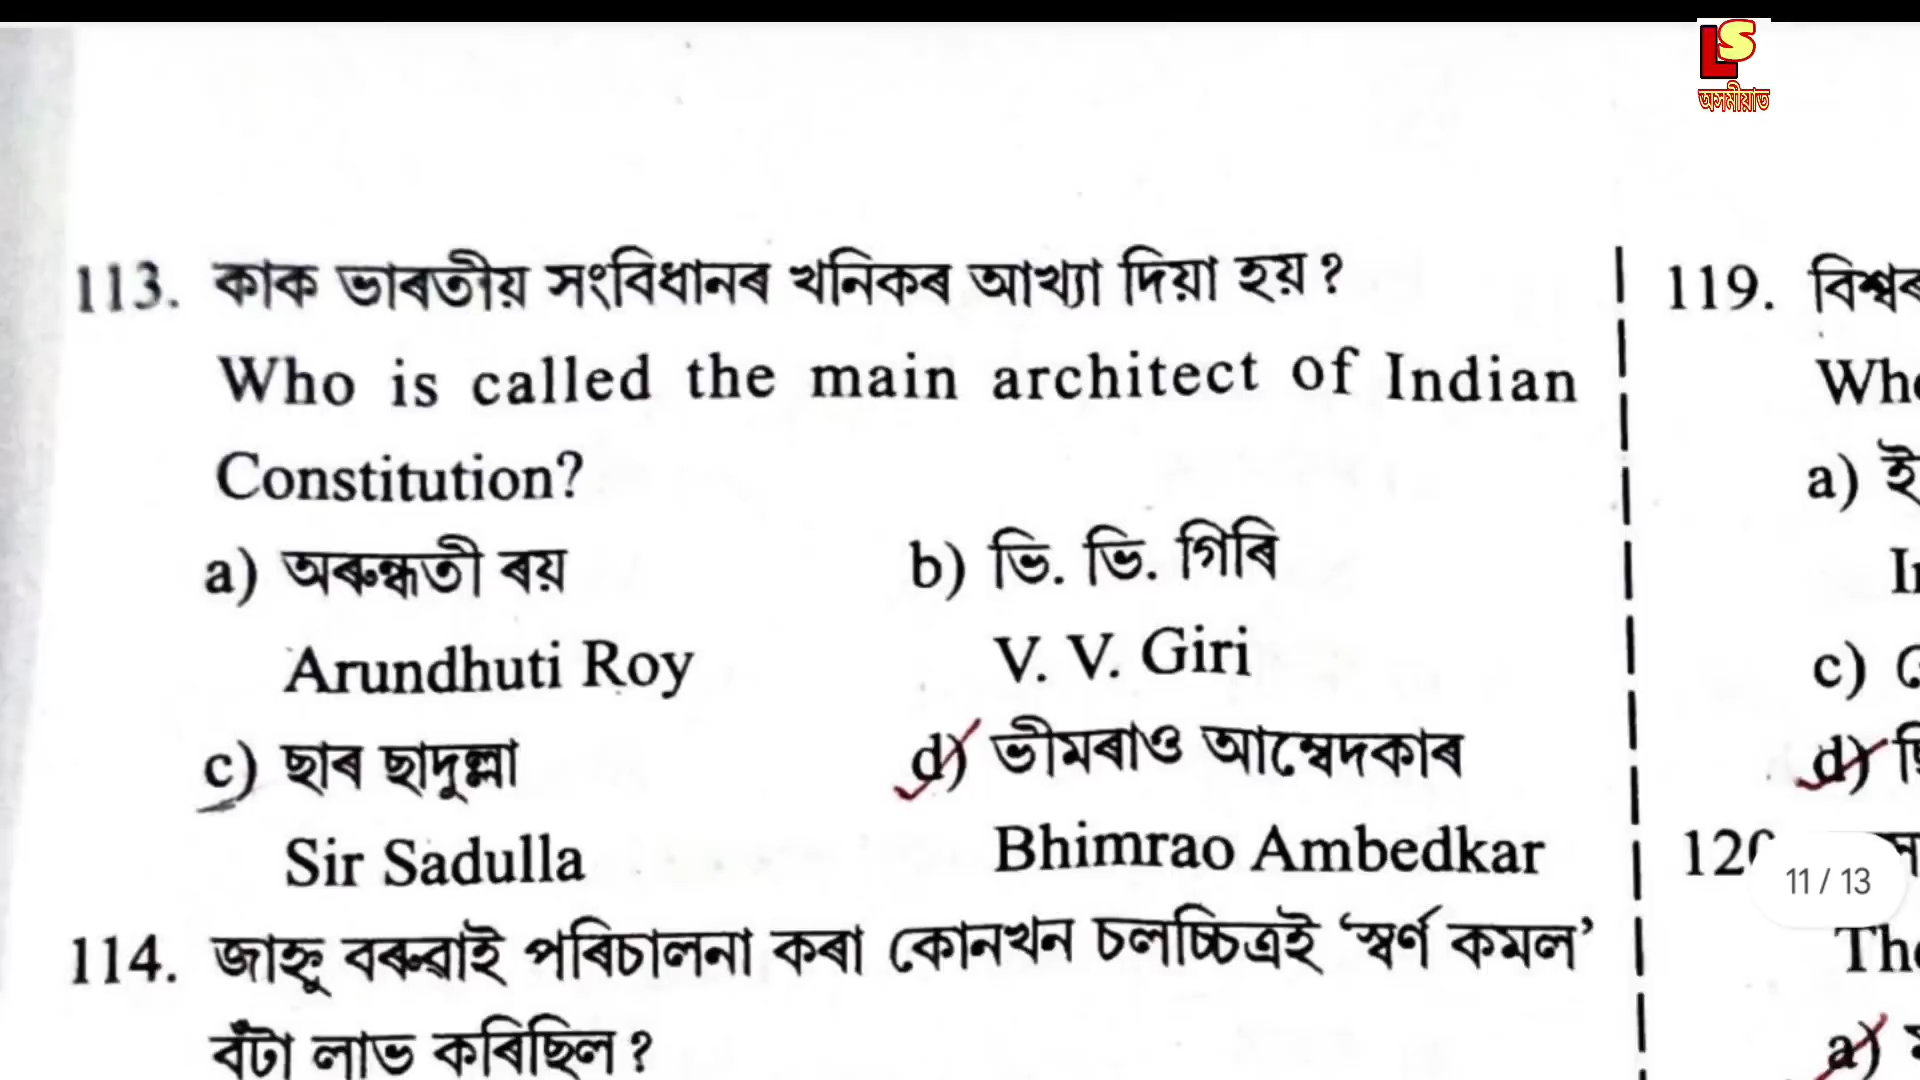 LS
অসমীয়াত
113. কাক ভাৰতীয় সংবিধানৰ খনিকৰ আখ্যা দিয়া হয় ?
Who is called the main architect of Indian
Constitution?
a) অৰুন্ধতী ৰয়
Arundhuti Roy
b) ভি. ভি. গিৰি
V. V. Giri
c) ছাৰ ছাদুল্লা
Sir Sadulla
d) ভীমৰাও আম্বেদকাৰ
Bhimrao Ambedkar
114. জাহ্নু বৰুৱাই পৰিচালনা কৰা কোনখন চলচ্চিত্ৰই ‘স্বৰ্ণ কমল’
বঁটা লাভ কৰিছিল ?
119.
a) ই
c)
d)
11 / 13
a)